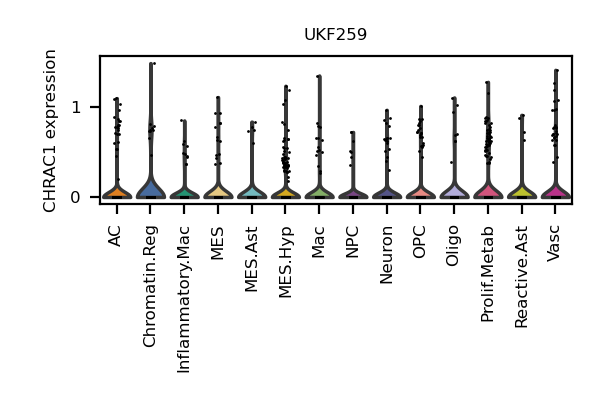 UKF259
CHRAC1 expression
1
0
AC
Chromatin.Reg
Inflammatory.Mac
MES
MES.Ast
MES.Hyp
Mac
NPC
Neuron
OPC
Oligo
Prolif.Metab
Reactive.Ast
Vasc